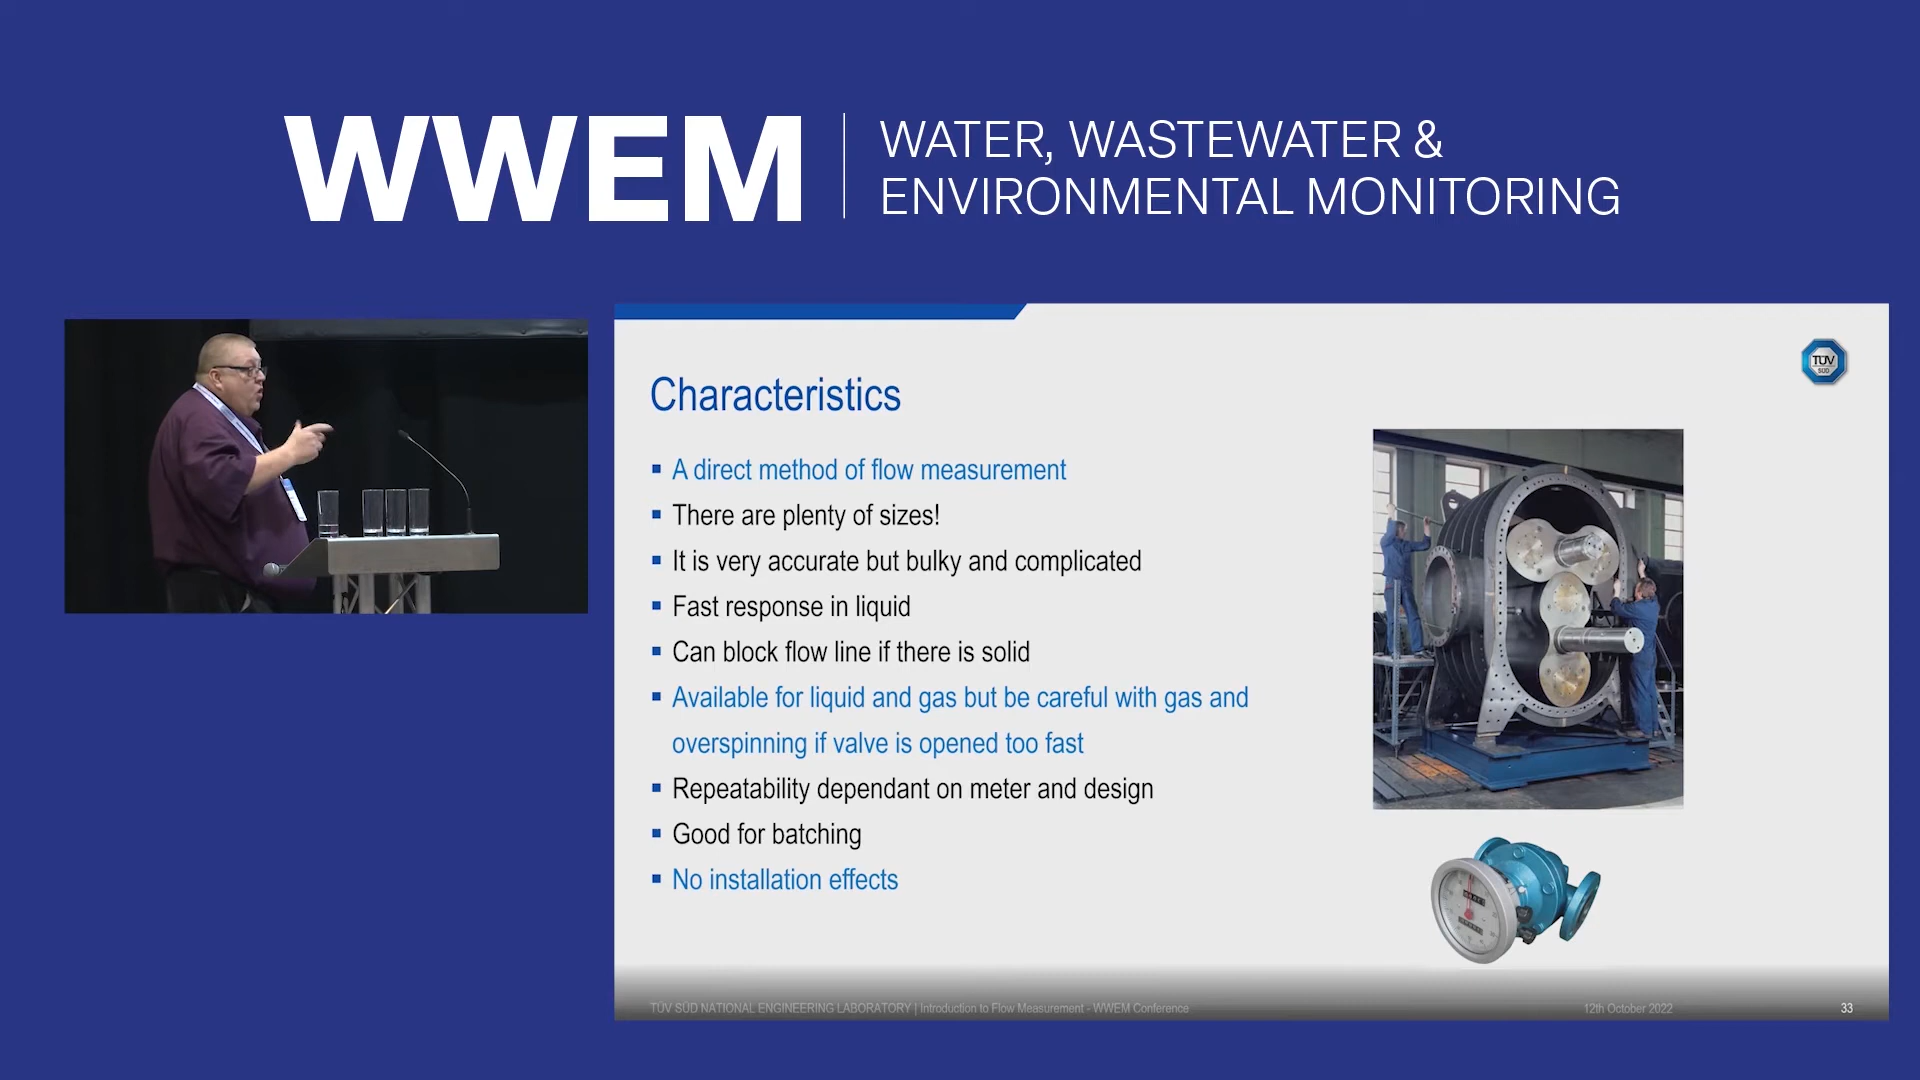 WWEM
WATER, WASTEWATER &
ENVIRONMENTAL MONITORING
TÜV
SÜD
Characteristics
A direct method of flow measurement
There are plenty of sizes!
It is very accurate but bulky and complicated
Fast response in liquid
Can block flow line if there is solid
Available for liquid and gas but be careful with gas and
overspinning if valve is opened too fast
Repeatability dependant on meter and design
Good for batching
No installation effects
TÜV SÜD NATIONAL ENGINEERING LABORATORY | Introduction to Flow Measurement - WWEM Conference
12th October 2022
33